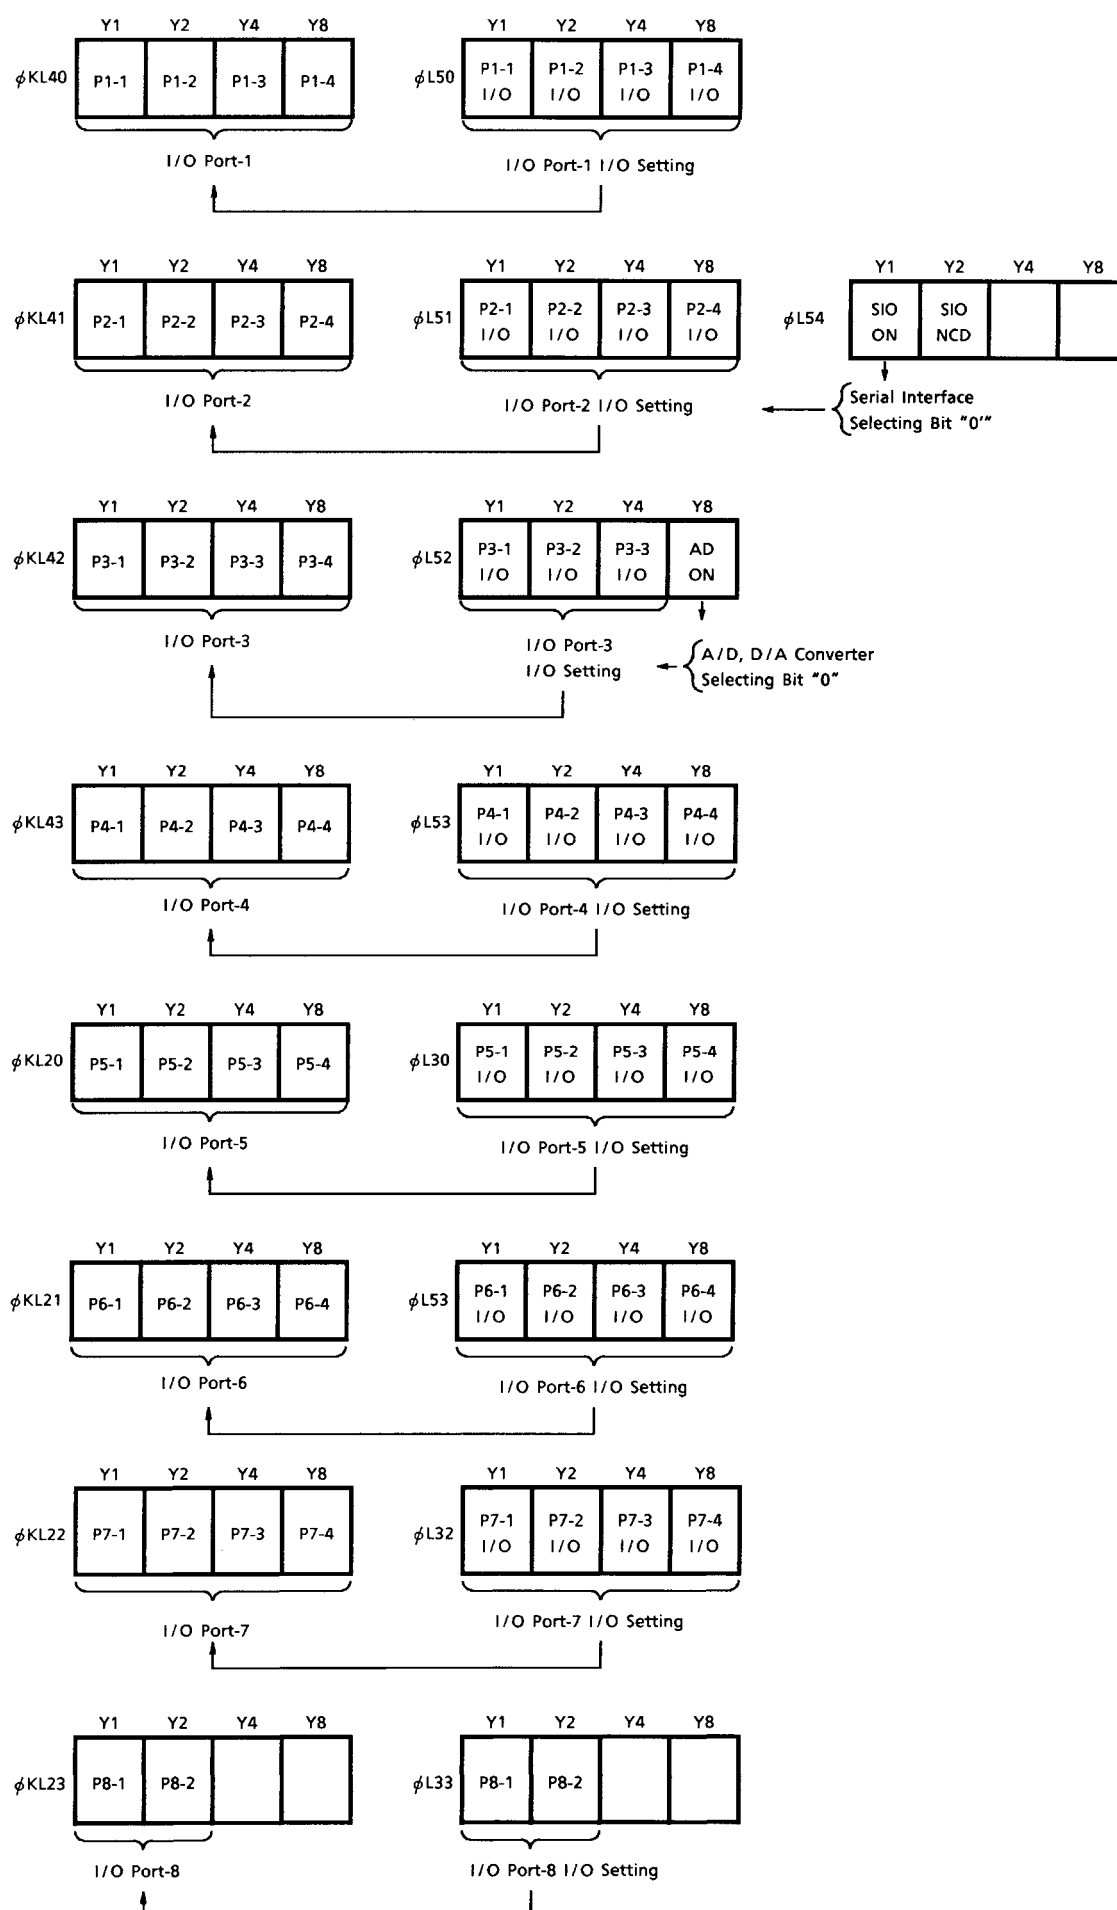 Y1 Y2 Y4 Y8 Y1 Y2 Y4 Y8
ϕKL40 P1-1 P1-2 P1-3 P1-4 ϕL50 P1-1 P1-2 P1-3 P1-4
I/O I/O I/O I/O
I/O Port-1 I/O Port-1 I/O Setting
Y1 Y2 Y4 Y8 Y1 Y2 Y4 Y8 Y1 Y2 Y4 Y8
ϕKL41 P2-1 P2-2 P2-3 P2-4 ϕL51 P2-1 P2-2 P2-3 P2-4 ϕL54 SIO SIO
I/O I/O I/O I/O ON NCD
I/O Port-2 I/O Port-2 I/O Setting Serial Interface
Selecting Bit "0'"
Y1 Y2 Y4 Y8 Y1 Y2 Y4 Y8
ϕKL42 P3-1 P3-2 P3-3 P3-4 ϕL52 P3-1 P3-2 P3-3 AD
I/O I/O I/O ON
I/O Port-3 I/O Port-3 A/D, D/A Converter
I/O Setting Selecting Bit "0"
Y1 Y2 Y4 Y8 Y1 Y2 Y4 Y8
ϕKL43 P4-1 P4-2 P4-3 P4-4 ϕL53 P4-1 P4-2 P4-3 P4-4
I/O I/O I/O I/O
I/O Port-4 I/O Port-4 I/O Setting
Y1 Y2 Y4 Y8 Y1 Y2 Y4 Y8
ϕKL20 P5-1 P5-2 P5-3 P5-4 ϕL30 P5-1 P5-2 P5-3 P5-4
I/O I/O I/O I/O
I/O Port-5 I/O Port-5 I/O Setting
Y1 Y2 Y4 Y8 Y1 Y2 Y4 Y8
ϕKL21 P6-1 P6-2 P6-3 P6-4 ϕL53 P6-1 P6-2 P6-3 P6-4
I/O I/O I/O I/O
I/O Port-6 I/O Port-6 I/O Setting
Y1 Y2 Y4 Y8 Y1 Y2 Y4 Y8
ϕKL22 P7-1 P7-2 P7-3 P7-4 ϕL32 P7-1 P7-2 P7-3 P7-4
I/O I/O I/O I/O
I/O Port-7 I/O Port-7 I/O Setting
Y1 Y2 Y4 Y8 Y1 Y2 Y4 Y8
ϕKL23 P8-1 P8-2 ϕL33 P8-1 P8-2
I/O Port-8 I/O Port-8 I/O Setting